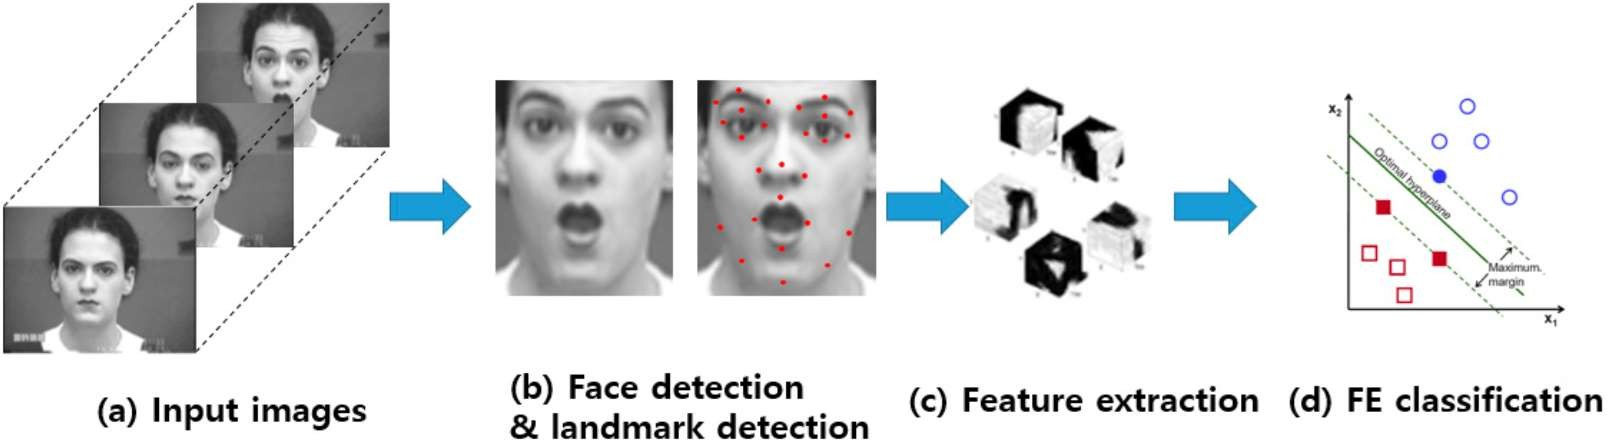 x₂
Optimal hyperplane
Maximum
margin
x₁
(a) Input images
(b) Face detection
& landmark detection
(c) Feature extraction
(d) FE classification